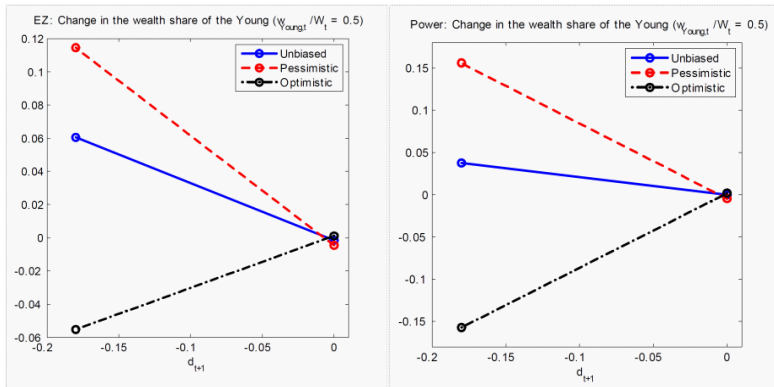 EZ: Change in the wealth share of the Young (w_Young,t /W_t = 0.5)
0.12
0.1
0.08
0.06
0.04
0.02
0
-0.02
-0.04
-0.06
-0.2
-0.15
-0.1
-0.05
0
d_t+1
Unbiased
Pessimistic
Optimistic
Power: Change in the wealth share of the Young (w_Young,t /W_t = 0.5)
0.15
0.1
0.05
0
-0.05
-0.1
-0.15
-0.2
-0.15
-0.1
-0.05
0
d_t+1
Unbiased
Pessimistic
Optimistic